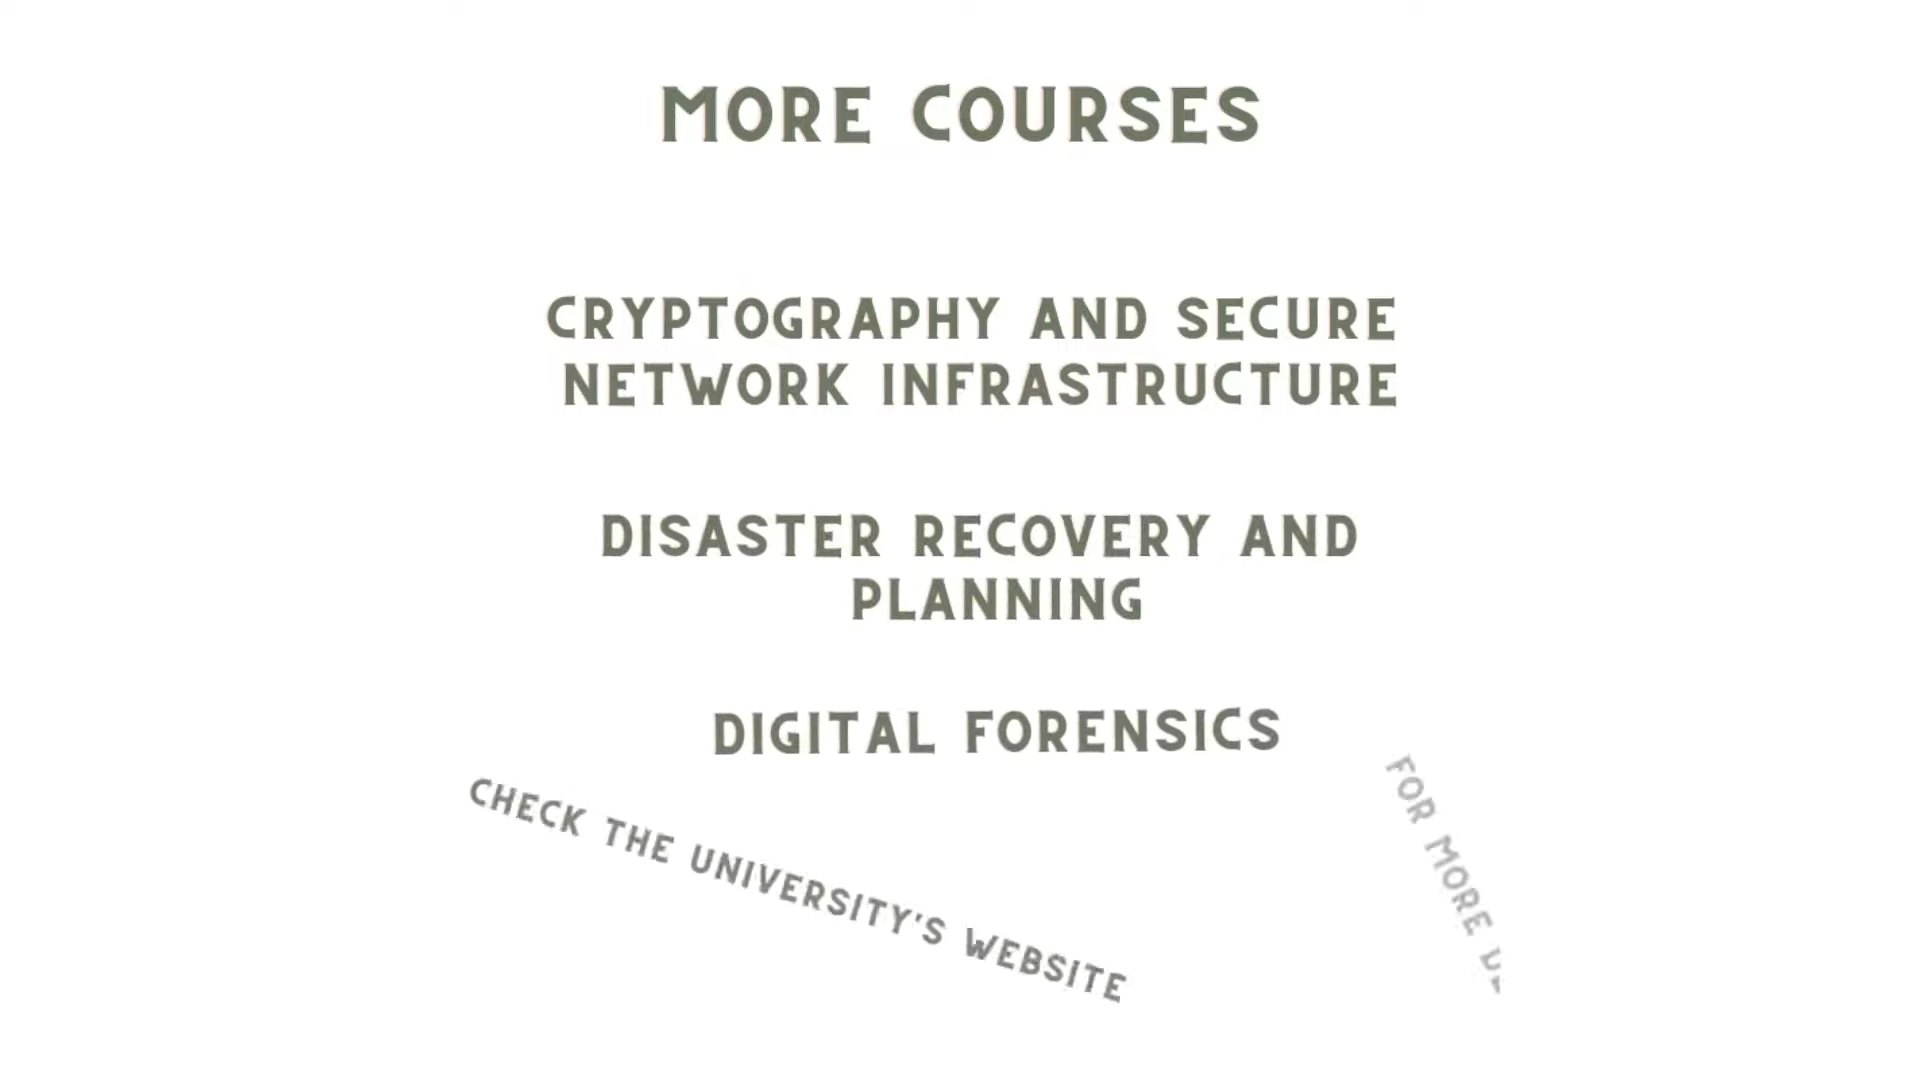 MORE COURSES
CRYPTOGRAPHY AND SECURE
NETWORK INFRASTRUCTURE
DISASTER RECOVERY AND
PLANNING
DIGITAL FORENSICS
CHECK THE UNIVERSITY'S WEBSITE
FOR MORE